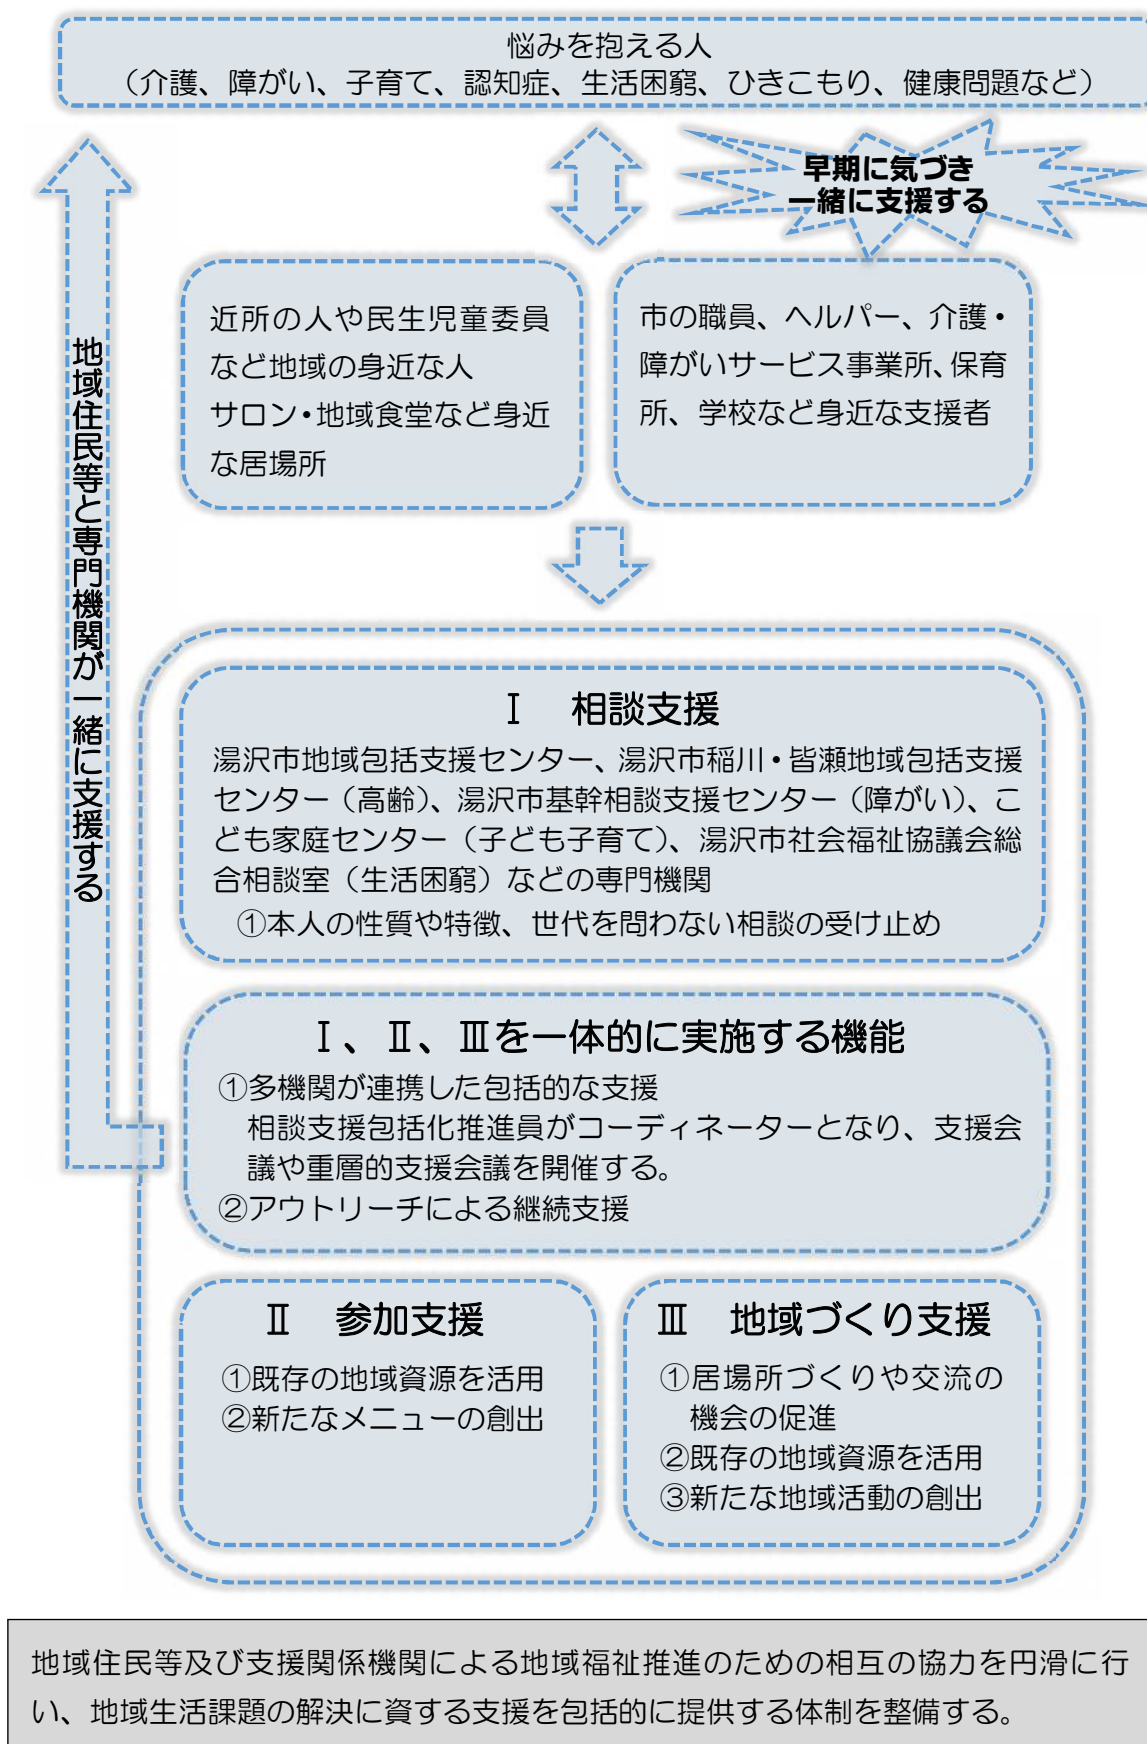 悩みを抱える人
（介護、障がい、子育て、認知症、生活困窮、ひきこもり、健康問題など）
早期に気づき
一緒に支援する
近所の人や民生児童委員
など地域の身近な人
サロン・地域食堂など身近
な居場所
市の職員、ヘルパー、介護・
障がいサービス事業所、保育
所、学校など身近な支援者
地域住民等と専門機関が一緒に支援する
Ⅰ　相談支援
湯沢市地域包括支援センター、湯沢市稲川・皆瀬地域包括支援
センター（高齢）、湯沢市基幹相談支援センター（障がい）、こ
ども家庭センター（子ども子育て）、湯沢市社会福祉協議会総
合相談室（生活困窮）などの専門機関
①本人の性質や特徴、世代を問わない相談の受け止め
Ⅰ、Ⅱ、Ⅲを一体的に実施する機能
①多機関が連携した包括的な支援
相談支援包括化推進員がコーディネーターとなり、支援会
議や重層的支援会議を開催する。
②アウトリーチによる継続支援
Ⅱ　参加支援
①既存の地域資源を活用
②新たなメニューの創出
Ⅲ　地域づくり支援
①居場所づくりや交流の
機会の促進
②既存の地域資源を活用
③新たな地域活動の創出
地域住民等及び支援関係機関による地域福祉推進のための相互の協力を円滑に行
い、地域生活課題の解決に資する支援を包括的に提供する体制を整備する。